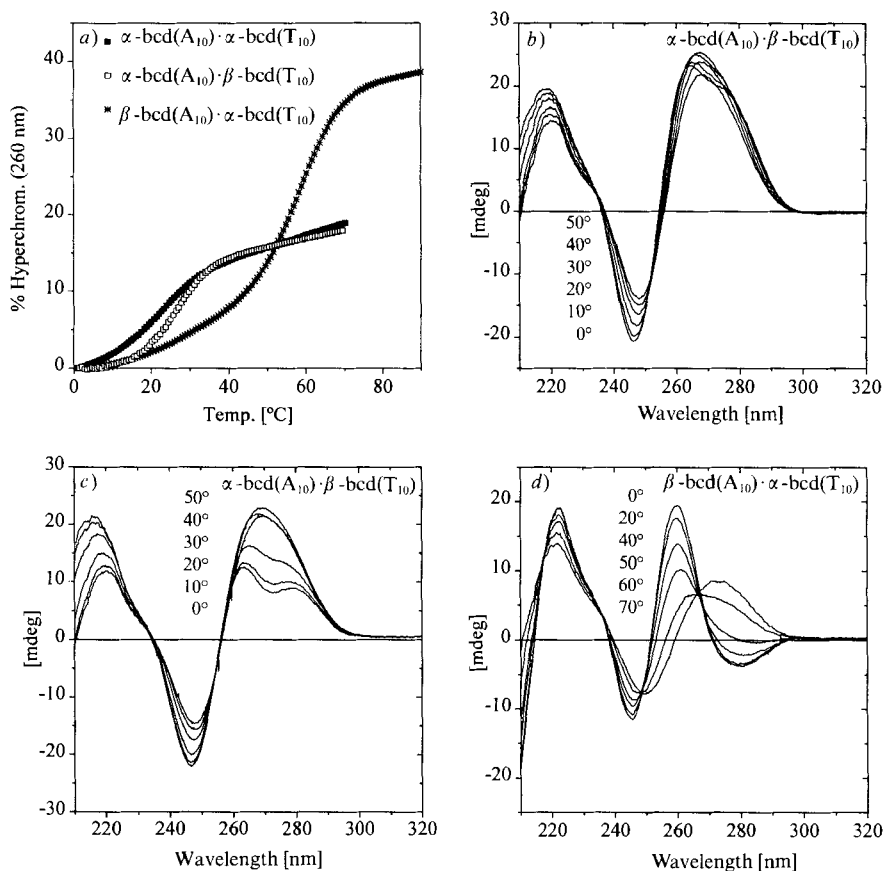 a) ■ α-bcd(A10)·α-bcd(T10)
□ α-bcd(A10)·β-bcd(T10)
* β-bcd(A10)·α-bcd(T10)
% Hyperchrom. (260 nm)
40
30
20
10
0
0 20 40 60 80
Temp. [°C]
b) α-bcd(A10)·β-bcd(T10)
[mdeg]
30
20
10
0
-10
-20
50°
40°
30°
20°
10°
0°
220 240 260 280 300 320
Wavelength [nm]
c) α-bcd(A10)·β-bcd(T10)
[mdeg]
30
20
10
0
-10
-20
-30
50°
40°
30°
20°
10°
0°
220 240 260 280 300 320
Wavelength [nm]
d) β-bcd(A10)·α-bcd(T10)
[mdeg]
20
10
0
-10
-20
0°
20°
40°
50°
60°
70°
220 240 260 280 300 320
Wavelength [nm]